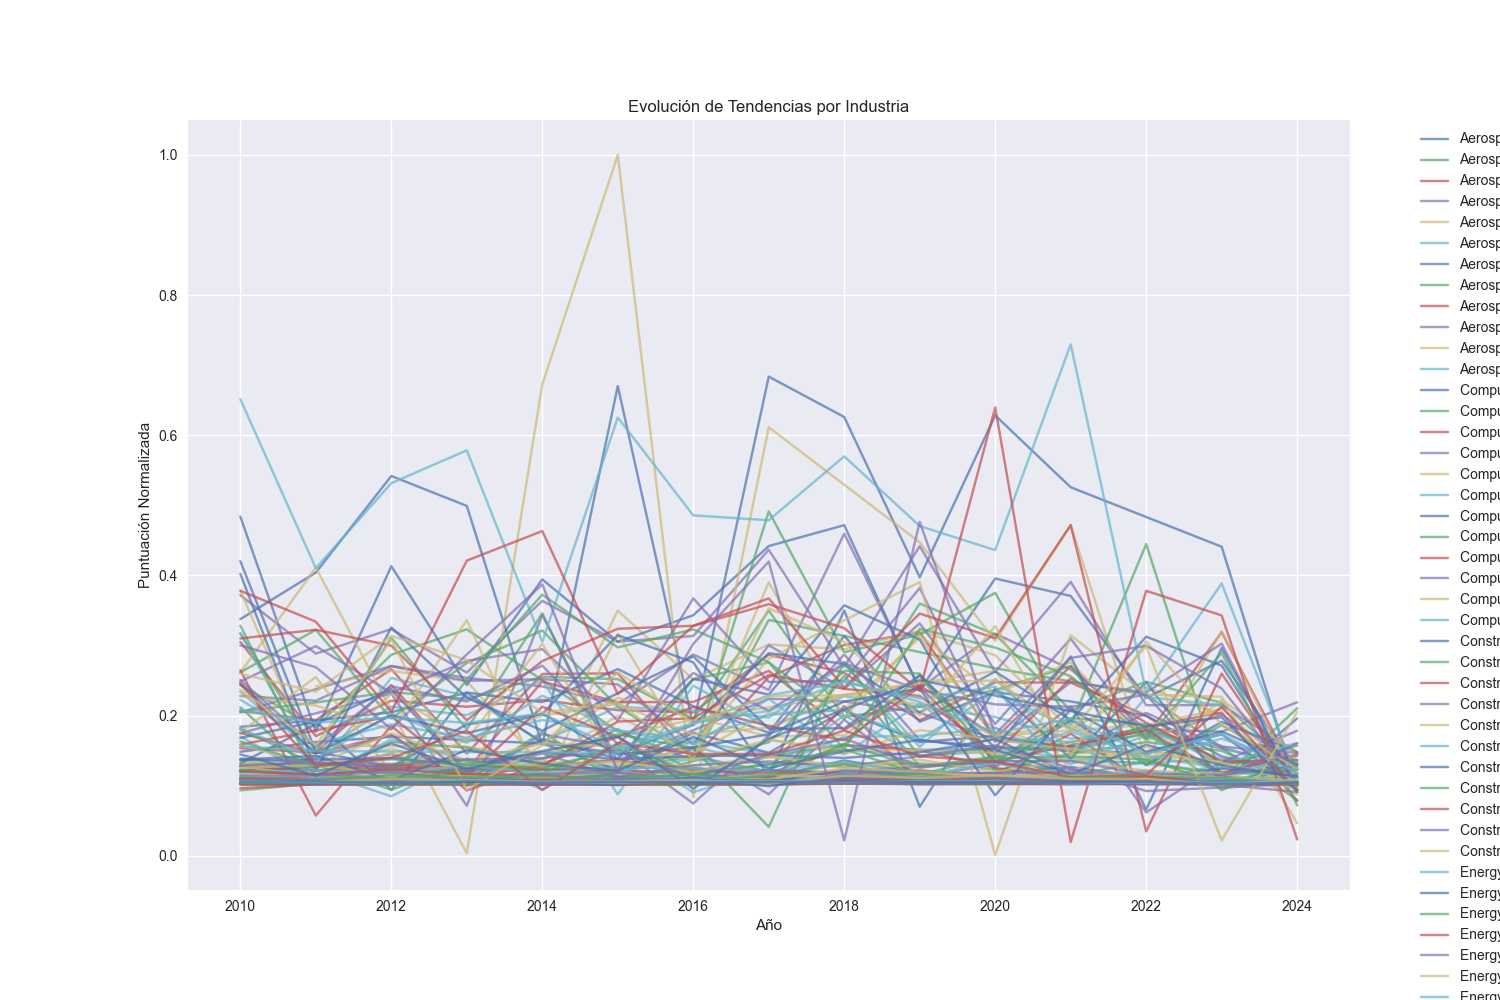 Evolución de Tendencias por Industria
Puntuación Normalizada
1.0
0.8
0.6
0.4
0.2
0.0
2010
2012
2014
2016
2018
2020
2022
2024
Año
Aerosp
Aerosp
Aerosp
Aerosp
Aerosp
Aerosp
Aerosp
Aerosp
Aerosp
Aerosp
Aerosp
Aerosp
Compu
Compu
Compu
Compu
Compu
Compu
Compu
Compu
Compu
Compu
Compu
Compu
Constr
Constr
Constr
Constr
Constr
Constr
Constr
Constr
Constr
Constr
Constr
Energy
Energy
Energy
Energy
Energy
Energy
Energy